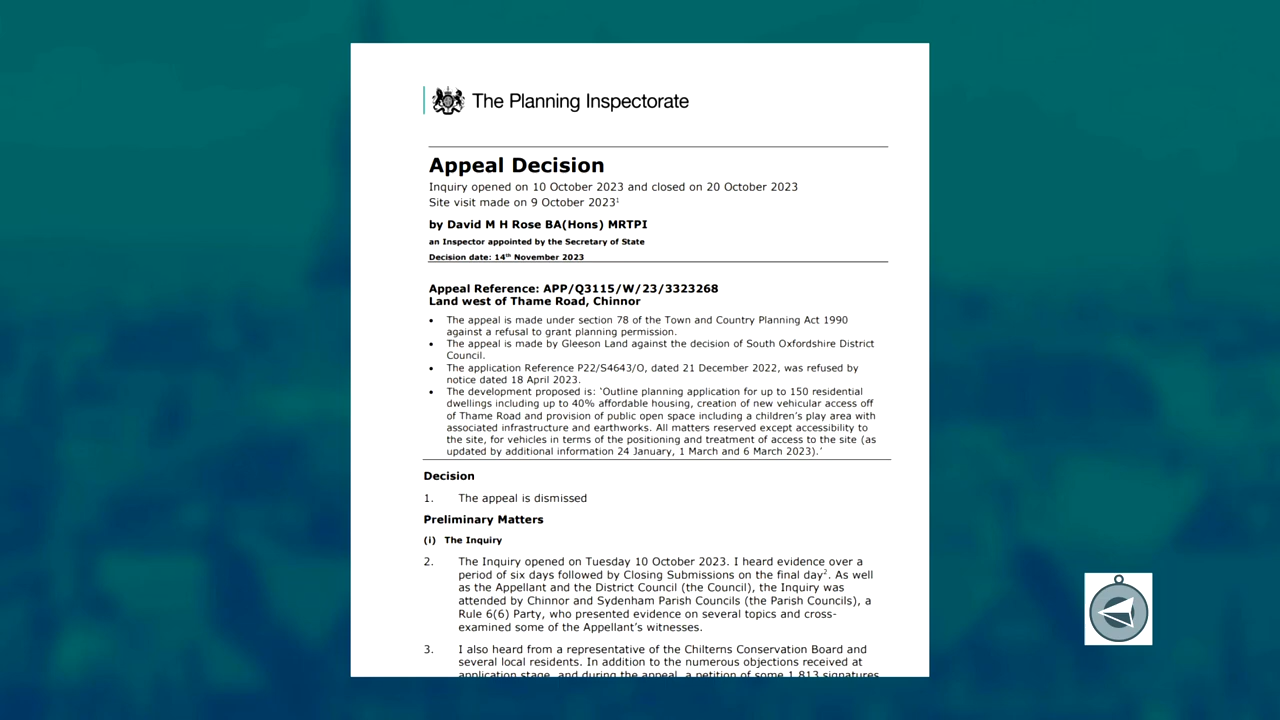 The Planning Inspectorate
Appeal Decision
Inquiry opened on 10 October 2023 and closed on 20 October 2023
Site visit made on 9 October 2023¹
by David M H Rose BA(Hons) MRTPI
an Inspector appointed by the Secretary of State
Decision date: 14th November 2023
Appeal Reference: APP/Q3115/W/23/3323268
Land west of Thame Road, Chinnor
• The appeal is made under section 78 of the Town and Country Planning Act 1990
against a refusal to grant planning permission.
• The appeal is made by Gleeson Land against the decision of South Oxfordshire District
Council.
• The application Reference P22/S4643/O, dated 21 December 2022, was refused by
notice dated 18 April 2023.
• The development proposed is: ‘Outline planning application for up to 150 residential
dwellings including up to 40% affordable housing, creation of new vehicular access off
of Thame Road and provision of public open space including a children’s play area with
associated infrastructure and earthworks. All matters reserved except accessibility to
the site, for vehicles in terms of the positioning and treatment of access to the site (as
updated by additional information 24 January, 1 March and 6 March 2023).’
Decision
1. The appeal is dismissed
Preliminary Matters
(i) The Inquiry
2. The Inquiry opened on Tuesday 10 October 2023. I heard evidence over a
period of six days followed by Closing Submissions on the final day². As well
as the Appellant and the District Council (the Council), the Inquiry was
attended by Chinnor and Sydenham Parish Councils (the Parish Councils), a
Rule 6(6) Party, who presented evidence on several topics and cross-
examined some of the Appellant’s witnesses.
3. I also heard from a representative of the Chilterns Conservation Board and
several local residents. In addition to the numerous objections received at
application stage, and during the appeal, a petition of some 1,813 signatures